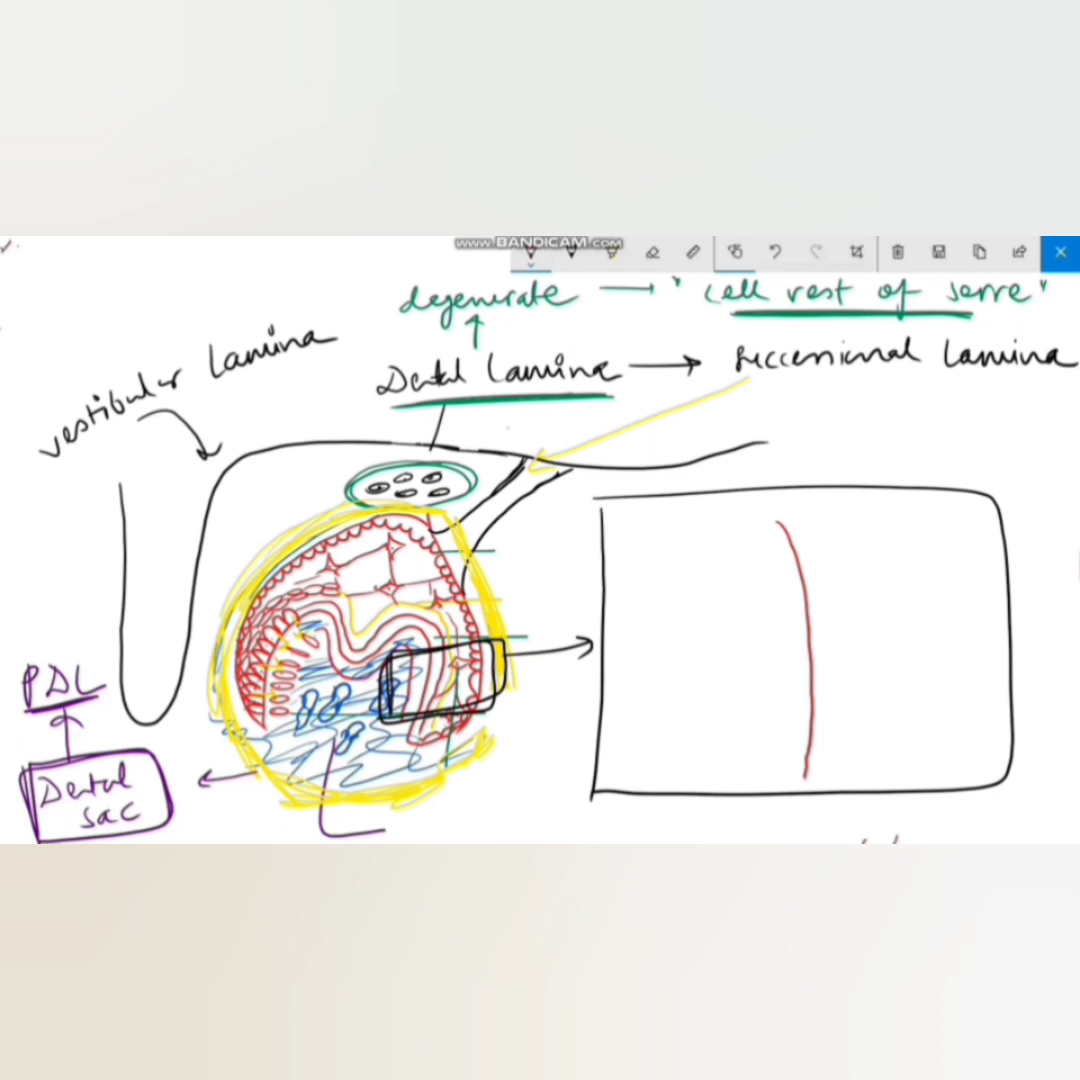 WWW.BANDICAM.COM
degenerate → "cell rest of serre"
Vestibular Lamina
Dental Lamina → Successional Lamina
PDL
Dental
Sac